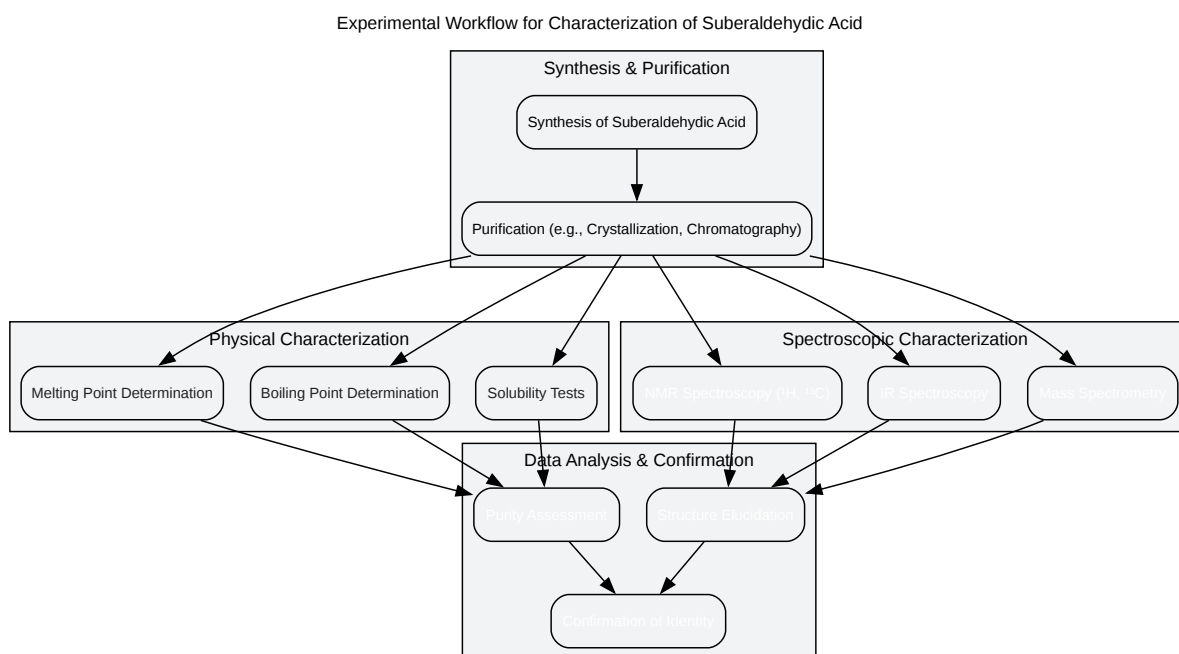 Experimental Workflow for Characterization of Suberaldehydic Acid
Synthesis & Purification
Synthesis of Suberaldehydic Acid
Purification (e.g., Crystallization, Chromatography)
Physical Characterization
Spectroscopic Characterization
Melting Point Determination
Boiling Point Determination
Solubility Tests
NMR Spectroscopy (¹H, ¹³C)
IR Spectroscopy
Mass Spectrometry
Data Analysis & Confirmation
Purity Assessment
Structure Elucidation
Confirmation of Identity